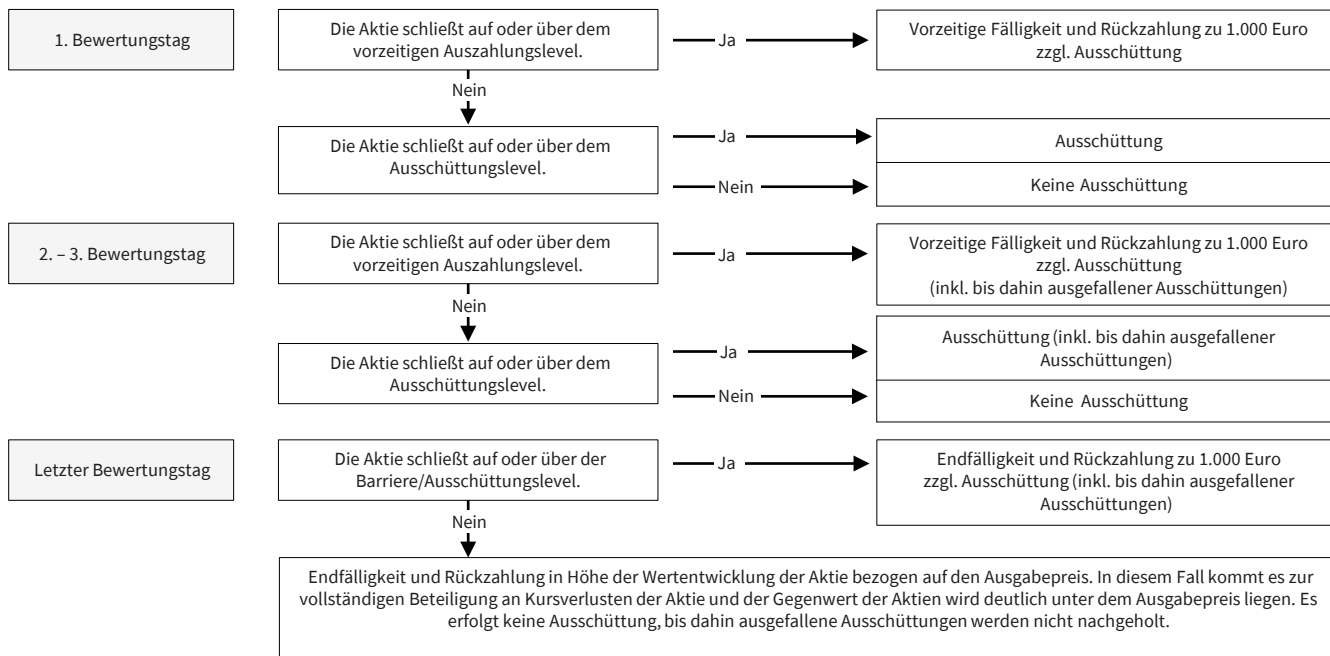 1. Bewertungstag
Die Aktie schließt auf oder über dem
vorzeitigen Auszahlungslevel.
Ja
Vorzeitige Fälligkeit und Rückzahlung zu 1.000 Euro
zzgl. Ausschüttung
Nein
Die Aktie schließt auf oder über dem
Ausschüttungslevel.
Ja
Ausschüttung
Nein
Keine Ausschüttung
2. – 3. Bewertungstag
Die Aktie schließt auf oder über dem
vorzeitigen Auszahlungslevel.
Ja
Vorzeitige Fälligkeit und Rückzahlung zu 1.000 Euro
zzgl. Ausschüttung
(inkl. bis dahin ausgefallener Ausschüttungen)
Nein
Die Aktie schließt auf oder über dem
Ausschüttungslevel.
Ja
Ausschüttung (inkl. bis dahin ausgefallener
Ausschüttungen)
Nein
Keine Ausschüttung
Letzter Bewertungstag
Die Aktie schließt auf oder über der
Barriere/Ausschüttungslevel.
Ja
Endfälligkeit und Rückzahlung zu 1.000 Euro
zzgl. Ausschüttung (inkl. bis dahin ausgefallener
Ausschüttungen)
Nein
Endfälligkeit und Rückzahlung in Höhe der Wertentwicklung der Aktie bezogen auf den Ausgabepreis. In diesem Fall kommt es zur
vollständigen Beteiligung an Kursverlusten der Aktie und der Gegenwert der Aktien wird deutlich unter dem Ausgabepreis liegen. Es
erfolgt keine Ausschüttung, bis dahin ausgefallene Ausschüttungen werden nicht nachgeholt.